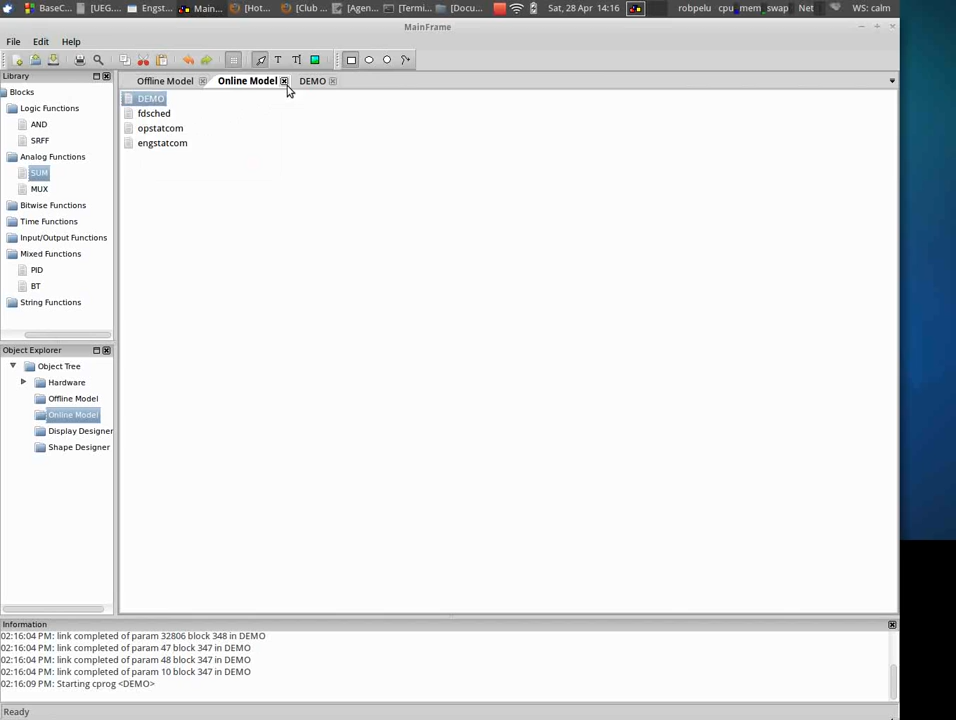 BaseC... [UEG... Engst... Main... [Hot... [Club ... [Agen... [Termi... [Docu... Sat, 28 Apr 14:16 robpelu cpu mem swap Net WS: calm
MainFrame
File Edit Help
Library
Blocks
Logic Functions
AND
SRFF
Analog Functions
SUM
MUX
Bitwise Functions
Time Functions
Input/Output Functions
Mixed Functions
PID
BT
String Functions
Object Explorer
Object Tree
Hardware
Offline Model
Online Model
Display Designer
Shape Designer
Offline Model Online Model DEMO
DEMO
fdsched
opstatcom
engstatcom
Information
02:16:04 PM: link completed of param 32806 block 348 in DEMO
02:16:04 PM: link completed of param 47 block 347 in DEMO
02:16:04 PM: link completed of param 48 block 347 in DEMO
02:16:04 PM: link completed of param 10 block 347 in DEMO
02:16:09 PM: Starting cprog <DEMO>
Ready